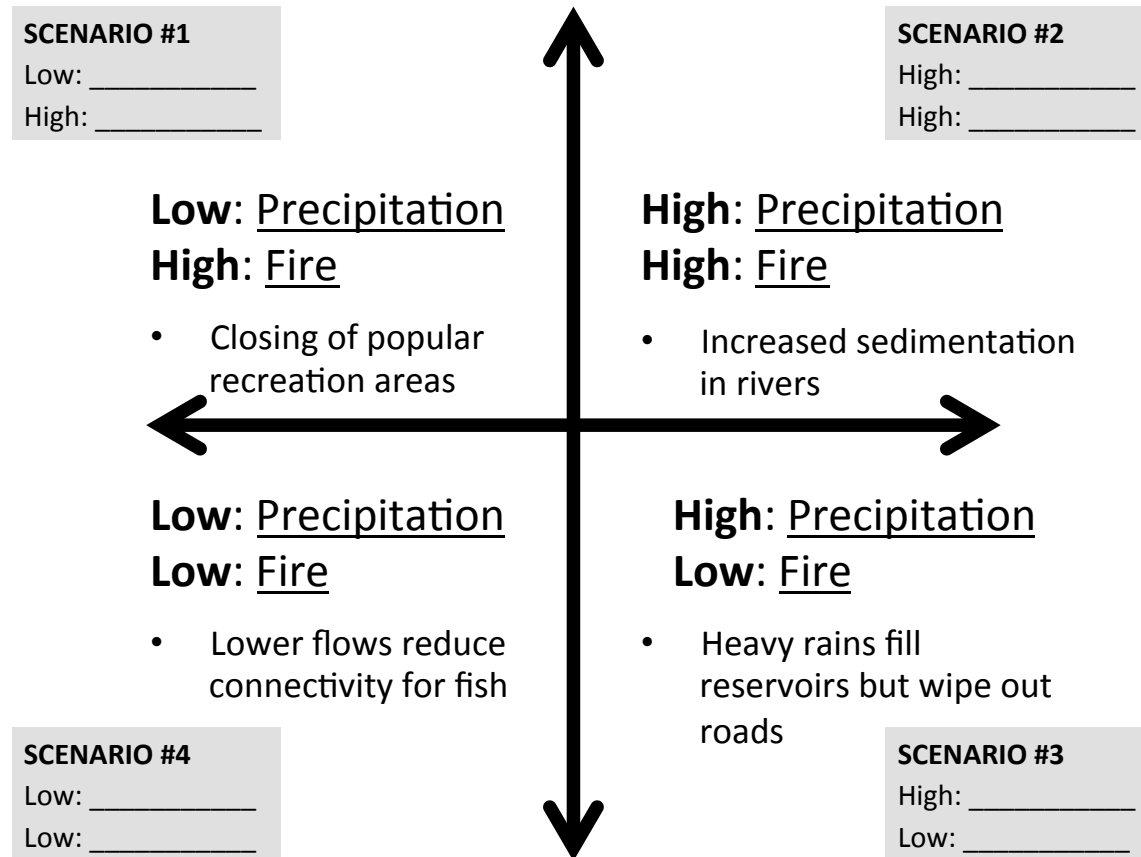 SCENARIO #1
Low: ___________
High: ___________
SCENARIO #2
High: ___________
High: ___________
Low: Precipitation
High: Fire
• Closing of popular
recreation areas
High: Precipitation
High: Fire
• Increased sedimentation
in rivers
Low: Precipitation
Low: Fire
• Lower flows reduce
connectivity for fish
High: Precipitation
Low: Fire
• Heavy rains fill
reservoirs but wipe out
roads
SCENARIO #4
Low: ___________
Low: ___________
SCENARIO #3
High: ___________
Low: ___________